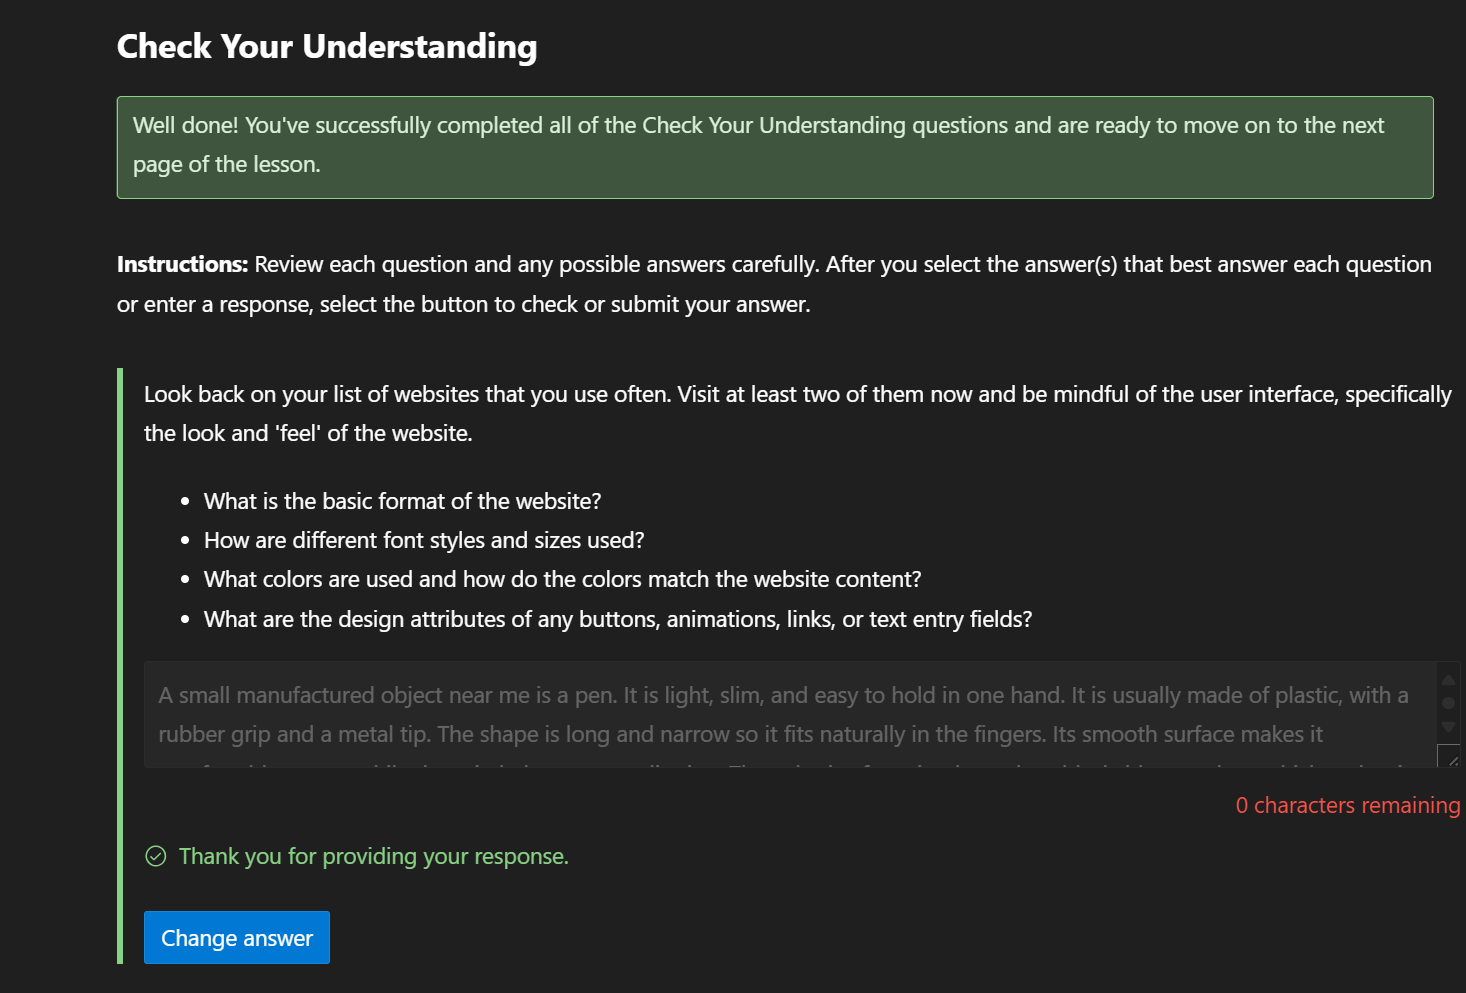 Check Your Understanding
Well done! You've successfully completed all of the Check Your Understanding questions and are ready to move on to the next
page of the lesson.
Instructions: Review each question and any possible answers carefully. After you select the answer(s) that best answer each question
or enter a response, select the button to check or submit your answer.
Look back on your list of websites that you use often. Visit at least two of them now and be mindful of the user interface, specifically
the look and 'feel' of the website.
• What is the basic format of the website?
• How are different font styles and sizes used?
• What colors are used and how do the colors match the website content?
• What are the design attributes of any buttons, animations, links, or text entry fields?
A small manufactured object near me is a pen. It is light, slim, and easy to hold in one hand. It is usually made of plastic, with a
rubber grip and a metal tip. The shape is long and narrow so it fits naturally in the fingers. Its smooth surface makes it
0 characters remaining
Thank you for providing your response.
Change answer